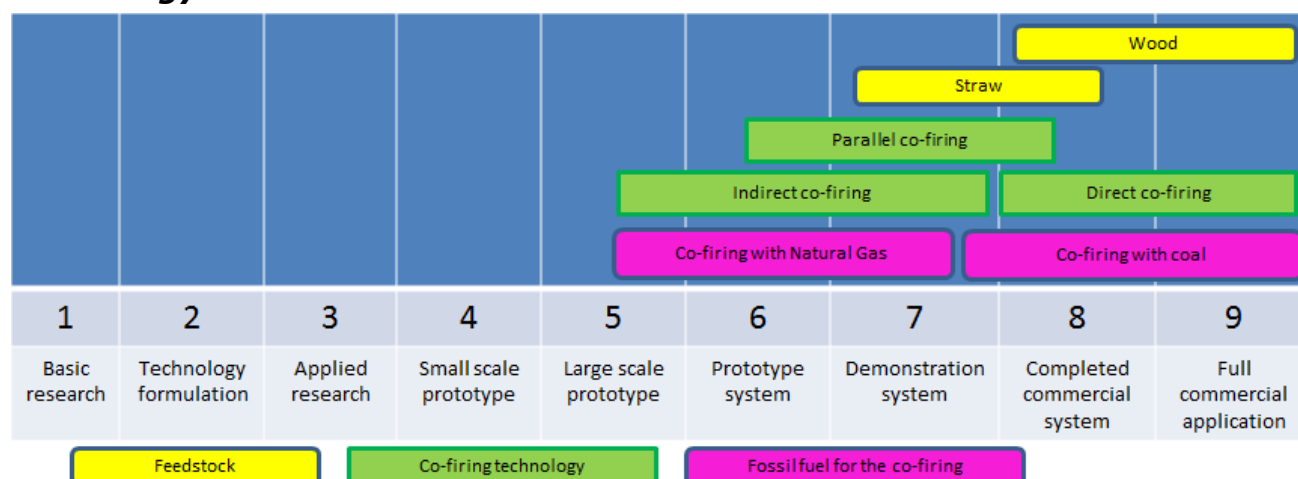 Wood
Straw
Parallel co-firing
Indirect co-firing
Direct co-firing
Co-firing with Natural Gas
Co-firing with coal
1 2 3 4 5 6 7 8 9
Basic research
Technology formulation
Applied research
Small scale prototype
Large scale prototype
Prototype system
Demonstration system
Completed commercial system
Full commercial application
Feedstock
Co-firing technology
Fossil fuel for the co-firing